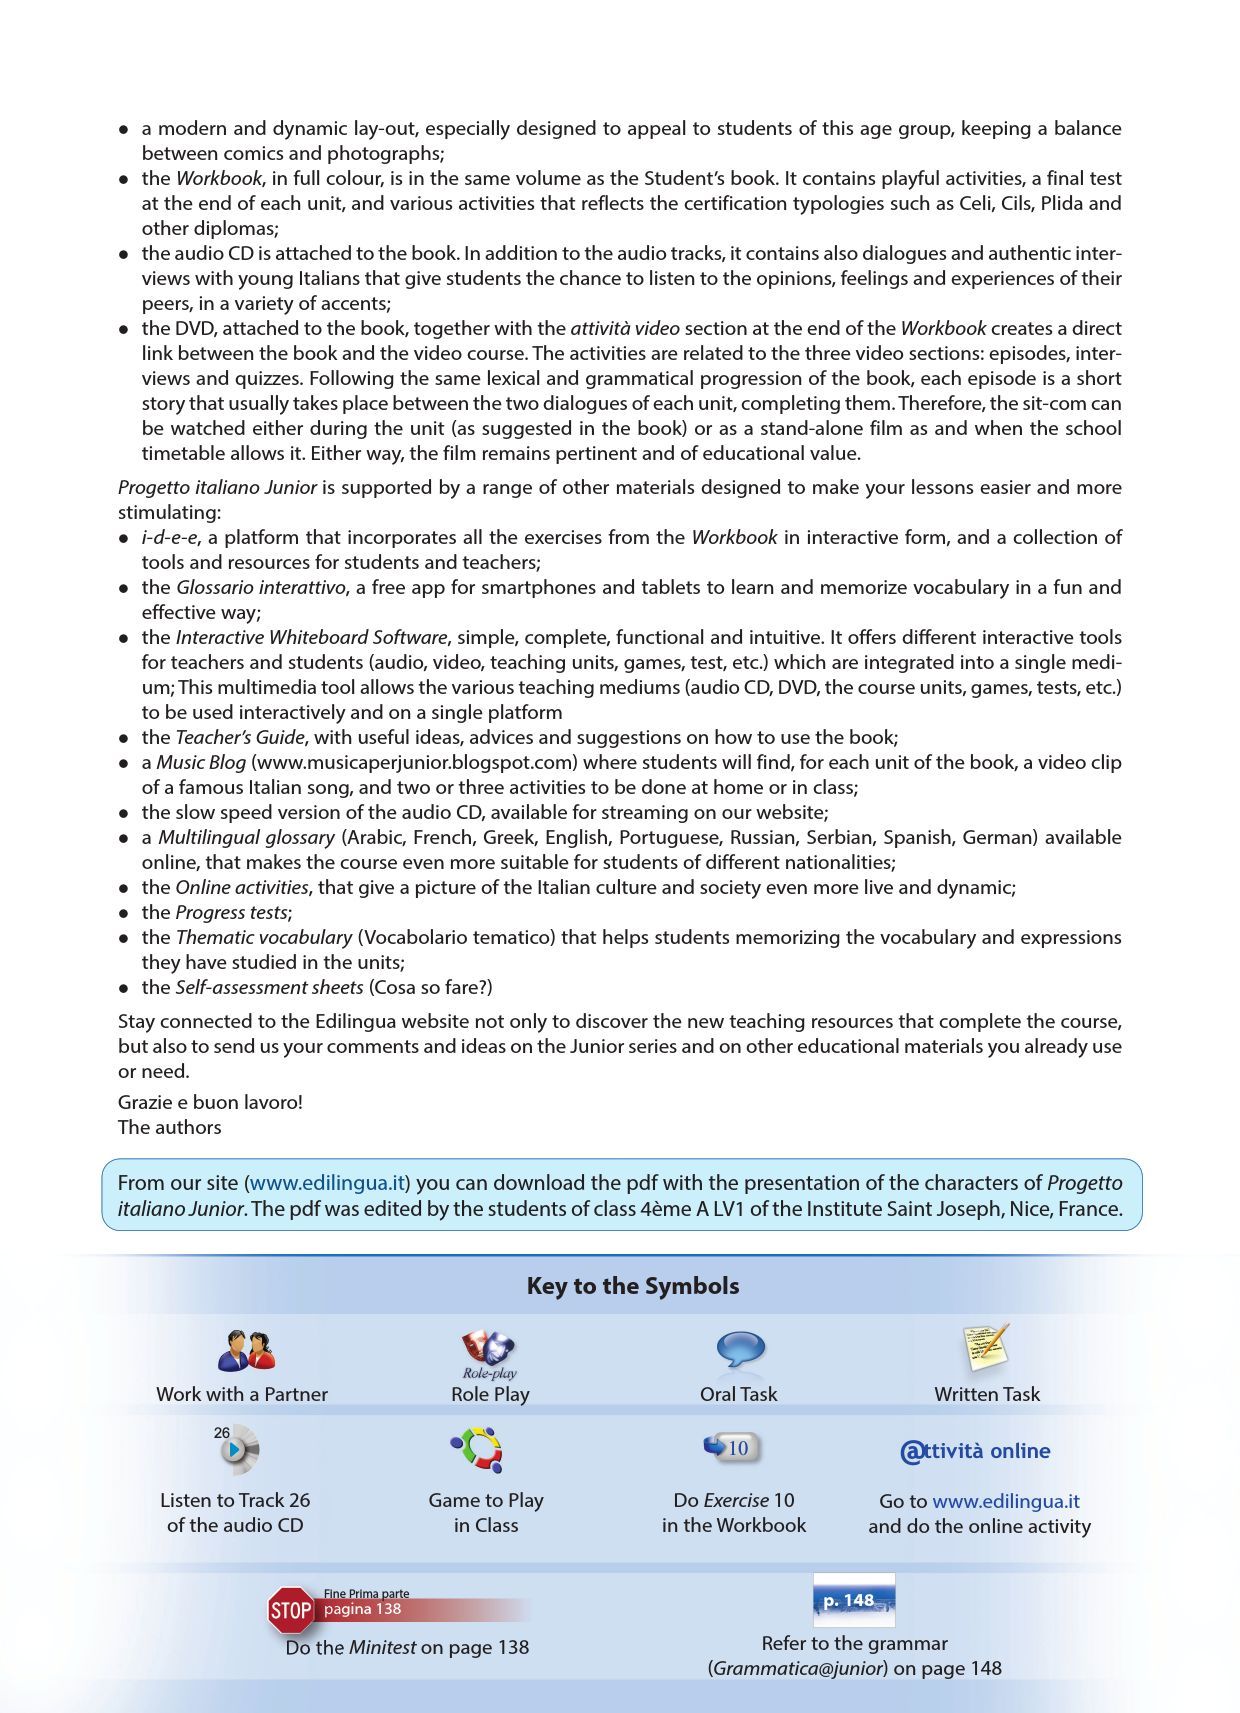 ● a modern and dynamic lay-out, especially designed to appeal to students of this age group, keeping a balance
between comics and photographs;
● the Workbook, in full colour, is in the same volume as the Student's book. It contains playful activities, a final test
at the end of each unit, and various activities that reflects the certification typologies such as Celi, Cils, Plida and
other diplomas;
● the audio CD is attached to the book. In addition to the audio tracks, it contains also dialogues and authentic inter-
views with young Italians that give students the chance to listen to the opinions, feelings and experiences of their
peers, in a variety of accents;
● the DVD, attached to the book, together with the attività video section at the end of the Workbook creates a direct
link between the book and the video course. The activities are related to the three video sections: episodes, inter-
views and quizzes. Following the same lexical and grammatical progression of the book, each episode is a short
story that usually takes place between the two dialogues of each unit, completing them. Therefore, the sit-com can
be watched either during the unit (as suggested in the book) or as a stand-alone film as and when the school
timetable allows it. Either way, the film remains pertinent and of educational value.
Progetto italiano Junior is supported by a range of other materials designed to make your lessons easier and more
stimulating:
● i-d-e-e, a platform that incorporates all the exercises from the Workbook in interactive form, and a collection of
tools and resources for students and teachers;
● the Glossario interattivo, a free app for smartphones and tablets to learn and memorize vocabulary in a fun and
effective way;
● the Interactive Whiteboard Software, simple, complete, functional and intuitive. It offers different interactive tools
for teachers and students (audio, video, teaching units, games, test, etc.) which are integrated into a single medi-
um; This multimedia tool allows the various teaching mediums (audio CD, DVD, the course units, games, tests, etc.)
to be used interactively and on a single platform
● the Teacher's Guide, with useful ideas, advices and suggestions on how to use the book;
● a Music Blog (www.musicaperjunior.blogspot.com) where students will find, for each unit of the book, a video clip
of a famous Italian song, and two or three activities to be done at home or in class;
● the slow speed version of the audio CD, available for streaming on our website;
● a Multilingual glossary (Arabic, French, Greek, English, Portuguese, Russian, Serbian, Spanish, German) available
online, that makes the course even more suitable for students of different nationalities;
● the Online activities, that give a picture of the Italian culture and society even more live and dynamic;
● the Progress tests;
● the Thematic vocabulary (Vocabolario tematico) that helps students memorizing the vocabulary and expressions
they have studied in the units;
● the Self-assessment sheets (Cosa so fare?)
Stay connected to the Edilingua website not only to discover the new teaching resources that complete the course,
but also to send us your comments and ideas on the Junior series and on other educational materials you already use
or need.
Grazie e buon lavoro!
The authors
From our site (www.edilingua.it) you can download the pdf with the presentation of the characters of Progetto
italiano Junior. The pdf was edited by the students of class 4ème A LV1 of the Institute Saint Joseph, Nice, France.
Key to the Symbols
Role-play
Work with a Partner Role Play Oral Task Written Task
26 10 @ttività online
Listen to Track 26 Game to Play Do Exercise 10 Go to www.edilingua.it
of the audio CD in Class in the Workbook and do the online activity
Fine Prima parte
STOP pagina 138 p. 148
Do the Minitest on page 138 Refer to the grammar
(Grammatica@junior) on page 148